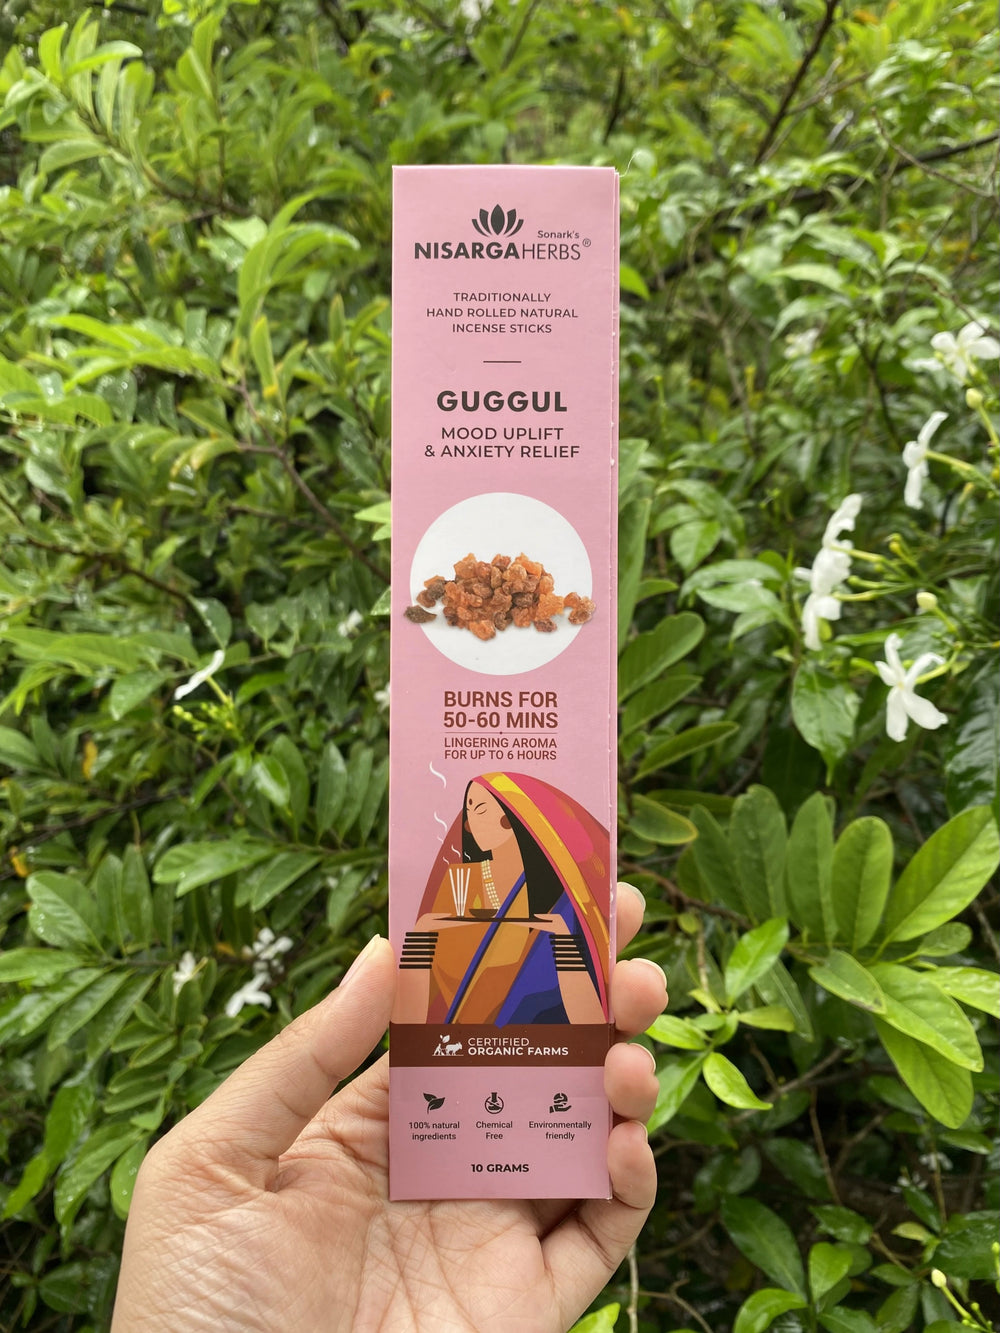 Sonark's
NISARGAHERBS®
TRADITIONALLY
HAND ROLLED NATURAL
INCENSE STICKS
GUGGUL
MOOD UPLIFT
& ANXIETY RELIEF
BURNS FOR
50-60 MINS
LINGERING AROMA
FOR UP TO 6 HOURS
CERTIFIED
ORGANIC FARMS
100% natural
ingredients
Chemical
Free
Environmentally
friendly
10 GRAMS